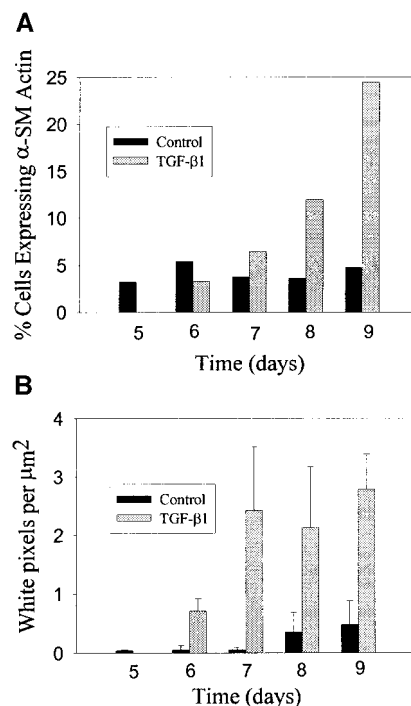 A
% Cells Expressing α-SM Actin
25
20
15
10
5
0
Control
TGF-β1
5 6 7 8 9
Time (days)
B
White pixels per μm²
4
3
2
1
0
Control
TGF-β1
5 6 7 8 9
Time (days)